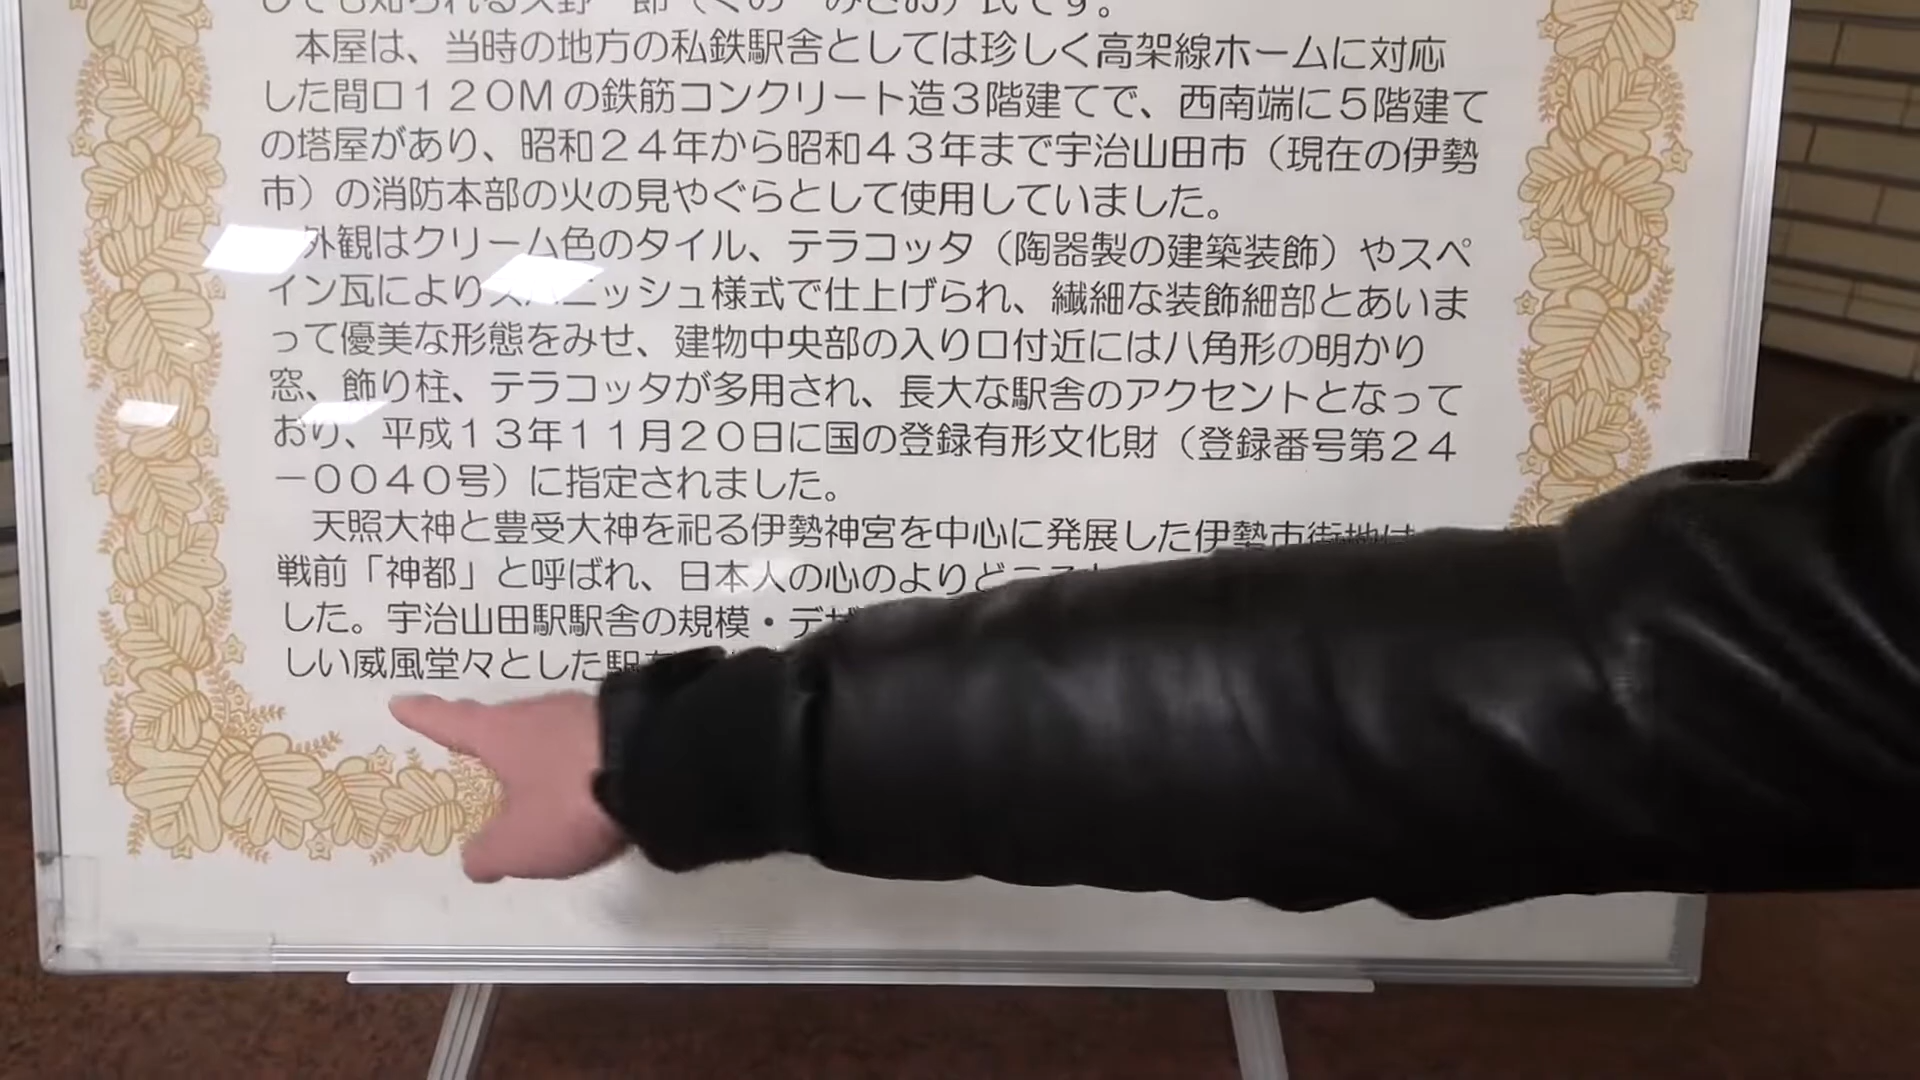 しても知られる久野 節（くの みさお）氏です。
本屋は、当時の地方の私鉄駅舎としては珍しく高架線ホームに対応
した間口１２０Ｍの鉄筋コンクリート造３階建てで、西南端に５階建て
の塔屋があり、昭和２４年から昭和４３年まで宇治山田市（現在の伊勢
市）の消防本部の火の見やぐらとして使用していました。
外観はクリーム色のタイル、テラコッタ（陶器製の建築装飾）やスペ
イン瓦によりスパニッシュ様式で仕上げられ、繊細な装飾細部とあいま
って優美な形態をみせ、建物中央部の入り口付近には八角形の明かり
窓、飾り柱、テラコッタが多用され、長大な駅舎のアクセントとなって
おり、平成１３年１１月２０日に国の登録有形文化財（登録番号第２４
－００４０号）に指定されました。
天照大神と豊受大神を祀る伊勢神宮を中心に発展した伊勢市街地は
戦前「神都」と呼ばれ、日本人の心のよりどころ
した。宇治山田駅駅舎の規模・デザ
しい威風堂々とした駅